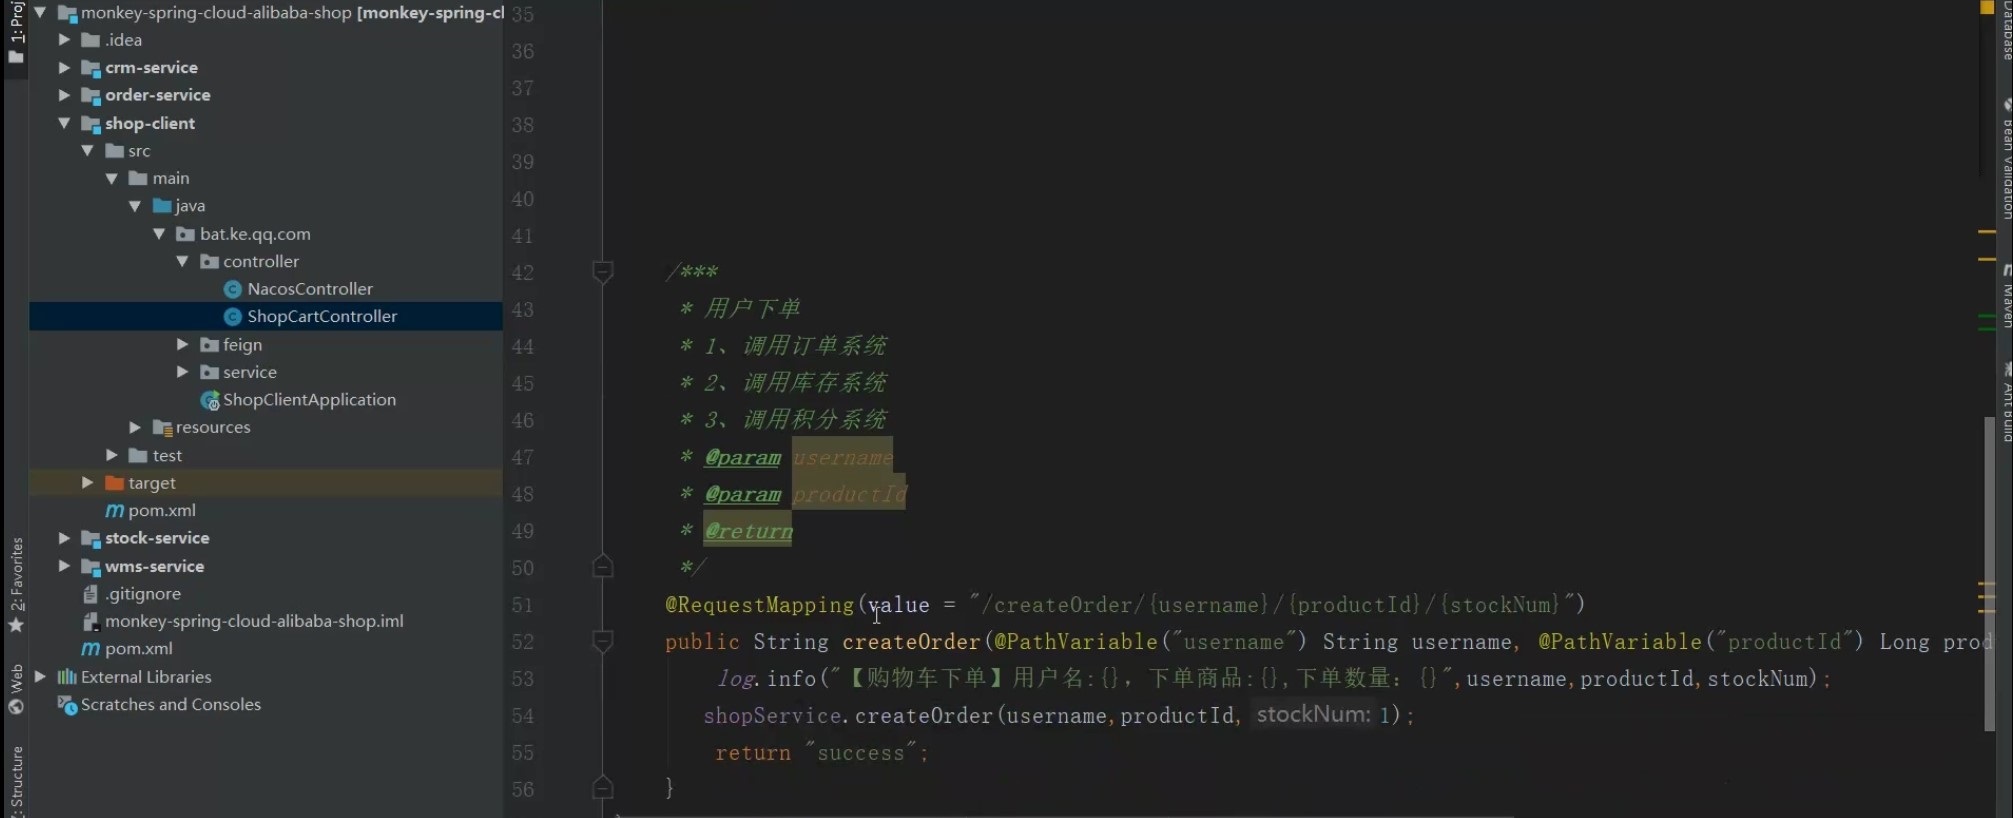 1: Proj
monkey-spring-cloud-alibaba-shop [monkey-spring-cl
.idea
crm-service
order-service
shop-client
src
main
java
bat.ke.qq.com
controller
NacosController
ShopCartController
feign
service
ShopClientApplication
resources
test
target
pom.xml
stock-service
wms-service
.gitignore
monkey-spring-cloud-alibaba-shop.iml
pom.xml
External Libraries
Scratches and Consoles
2: Favorites
Web
Structure
35
36
37
38
39
40
41
42 /***
43 * 用户下单
44 * 1、调用订单系统
45 * 2、调用库存系统
46 * 3、调用积分系统
47 * @param username
48 * @param productId
49 * @return
50 */
51 @RequestMapping(value = "/createOrder/{username}/{productId}/{stockNum}")
52 public String createOrder(@PathVariable("username") String username, @PathVariable("productId") Long prod
53 log.info("【购物车下单】用户名:{}, 下单商品:{},下单数量: {}",username,productId,stockNum);
54 shopService.createOrder(username,productId, stockNum: 1);
55 return "success";
56 }
Database
Bean Validation
Maven
Ant Build